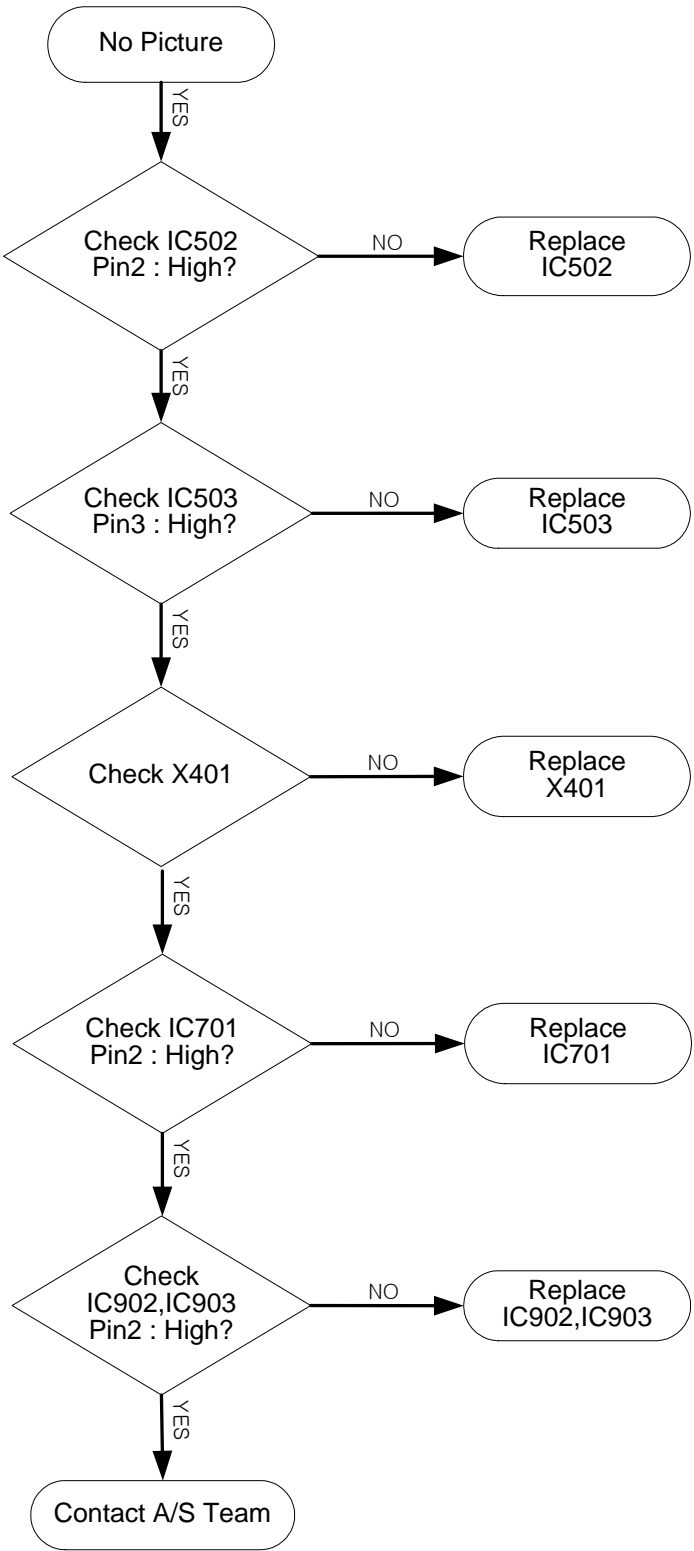 No Picture
YES
Check IC502
Pin2 : High?
NO
Replace
IC502
YES
Check IC503
Pin3 : High?
NO
Replace
IC503
YES
Check X401
NO
Replace
X401
YES
Check IC701
Pin2 : High?
NO
Replace
IC701
YES
Check
IC902,IC903
Pin2 : High?
NO
Replace
IC902,IC903
YES
Contact A/S Team